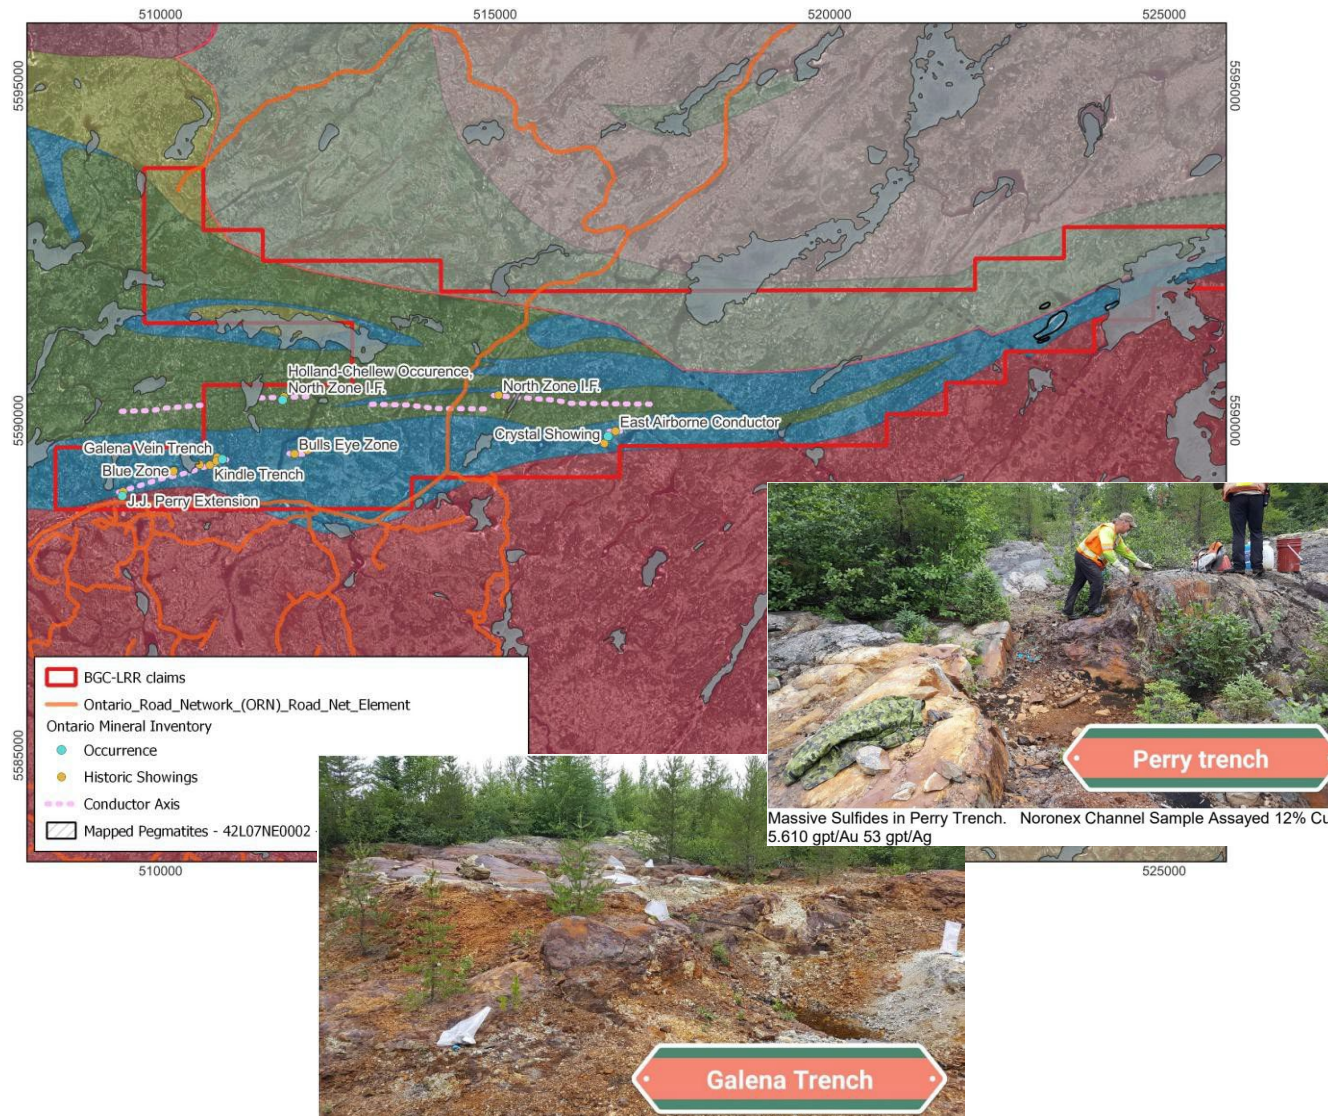 510000
515000
520000
525000
5595000
5595000
Holland-Chellew Occurence,
North Zone I.F.
North Zone I.F.
5590000
5590000
East Airborne Conductor
Crystal Showing
Galena Vein Trench
Bulls Eye Zone
Blue Zone
Kindle Trench
J.J. Perry Extension
BGC-LRR claims
Ontario_Road_Network_(ORN)_Road_Net_Element
Ontario Mineral Inventory
Occurrence
Historic Showings
Conductor Axis
Mapped Pegmatites - 42L07NE0002 -
5585000
Perry trench
Massive Sulfides in Perry Trench. Noronex Channel Sample Assayed 12% Cu
5.610 gpt/Au 53 gpt/Ag
510000
525000
Galena Trench